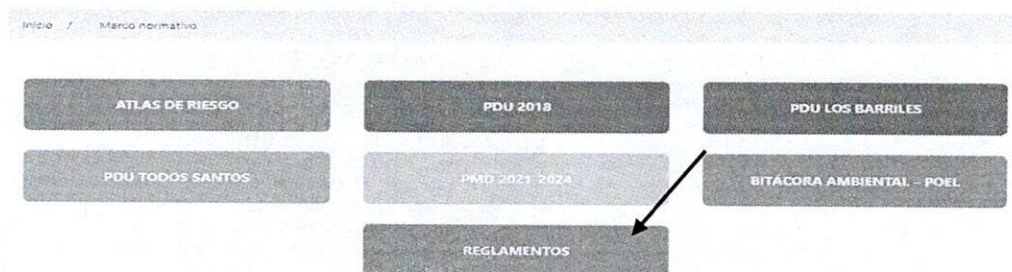 Inicio / Marco normativo
ATLAS DE RIESGO
PDU 2018
PDU LOS BARRILES
PDU TODOS SANTOS
PMD 2021-2024
BITÁCORA AMBIENTAL – POEL
REGLAMENTOS